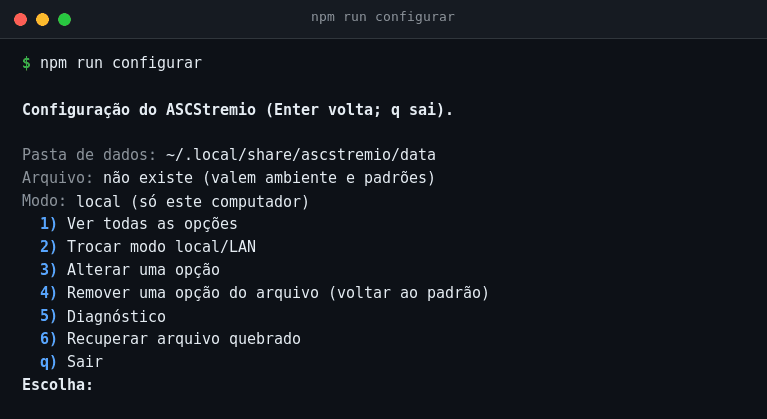 npm run configurar
$ npm run configurar
Configuração do ASCStremio (Enter volta; q sai).
Pasta de dados: ~/.local/share/ascstremio/data
Arquivo: não existe (valem ambiente e padrões)
Modo: local (só este computador)
1) Ver todas as opções
2) Trocar modo local/LAN
3) Alterar uma opção
4) Remover uma opção do arquivo (voltar ao padrão)
5) Diagnóstico
6) Recuperar arquivo quebrado
q) Sair
Escolha: